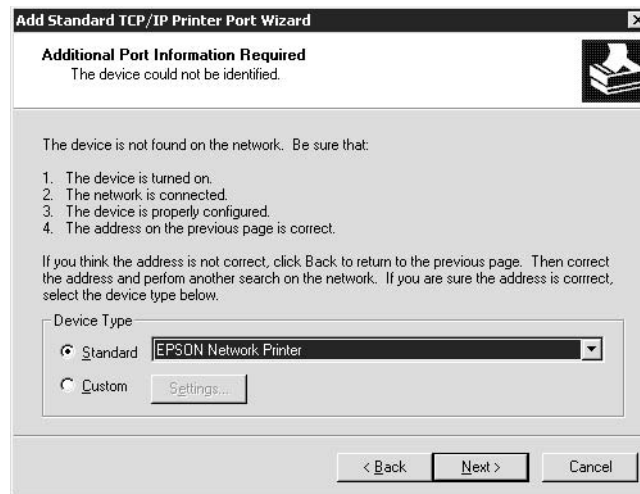 Add Standard TCP/IP Printer Port Wizard
Additional Port Information Required
The device could not be identified.
The device is not found on the network.  Be sure that:
1.  The device is turned on.
2.  The network is connected.
3.  The device is properly configured.
4.  The address on the previous page is correct.
If you think the address is not correct, click Back to return to the previous page.  Then correct
the address and perfom another search on the network.  If you are sure the address is corrrect,
select the device type below.
Device Type
Standard EPSON Network Printer
Custom Settings...
< Back Next > Cancel